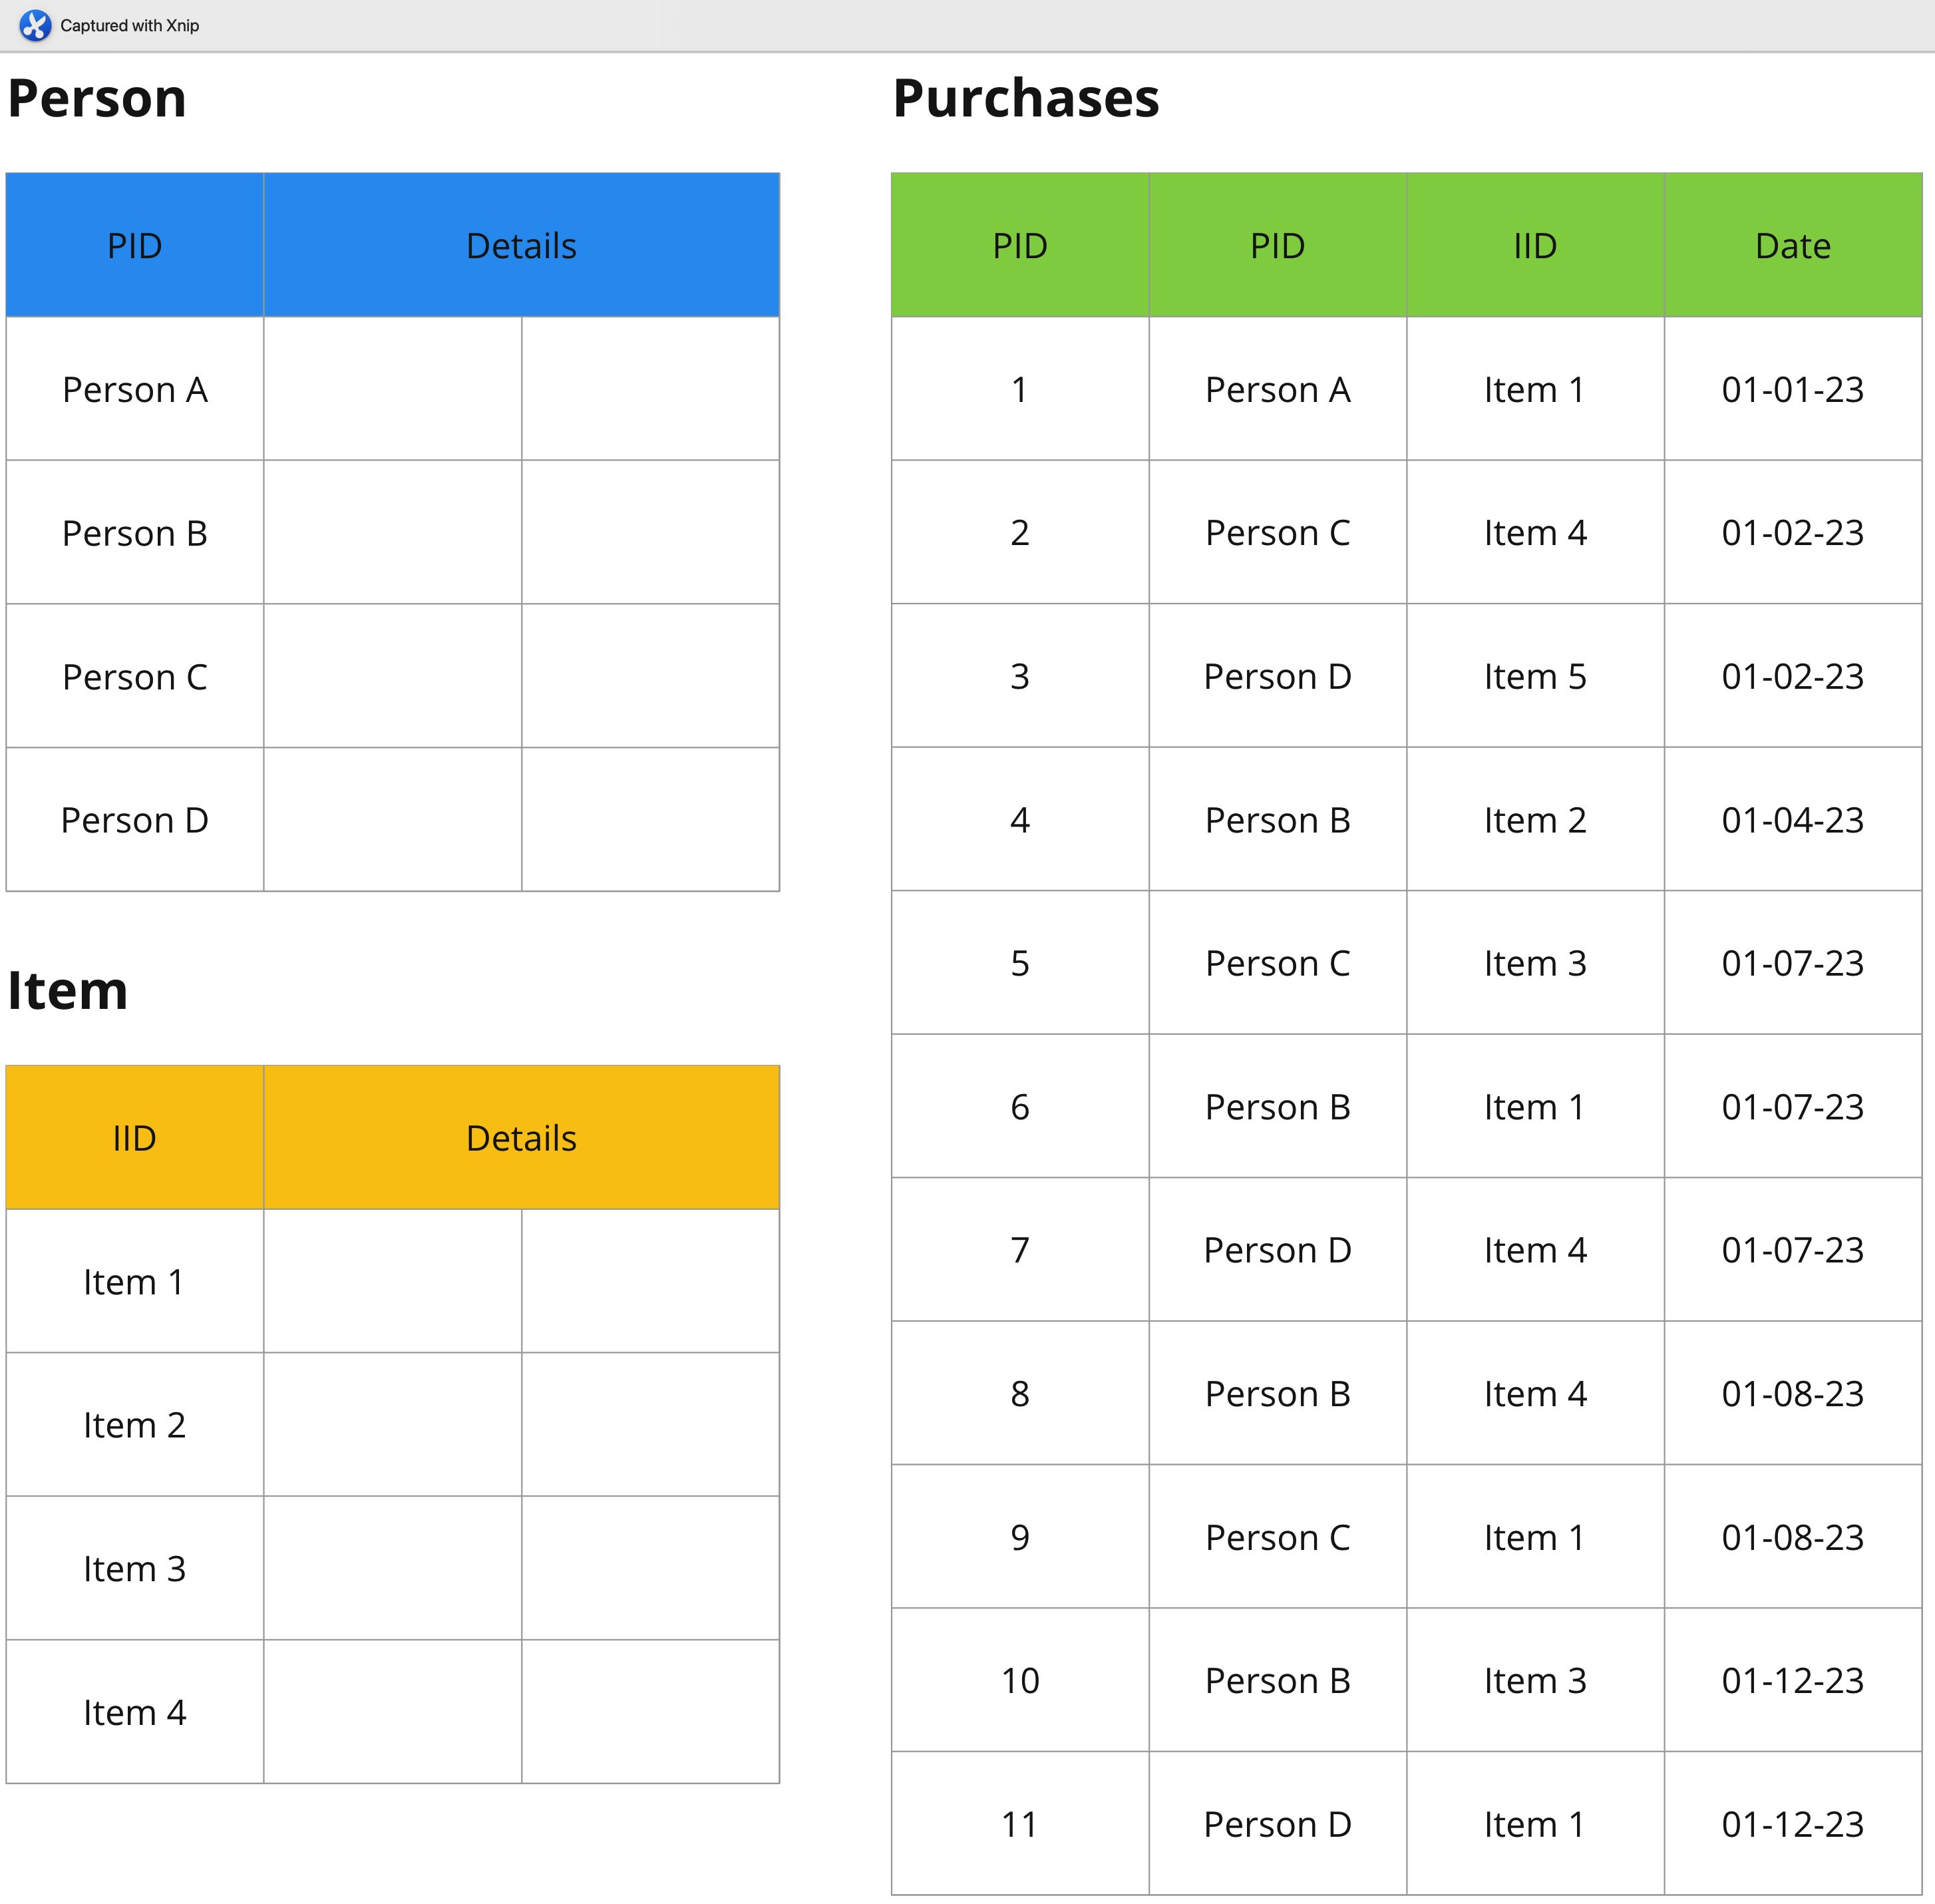 Captured with Xnip
Person
PID Details
Person A
Person B
Person C
Person D
Item
IID Details
Item 1
Item 2
Item 3
Item 4
Purchases
PID PID IID Date
1 Person A Item 1 01-01-23
2 Person C Item 4 01-02-23
3 Person D Item 5 01-02-23
4 Person B Item 2 01-04-23
5 Person C Item 3 01-07-23
6 Person B Item 1 01-07-23
7 Person D Item 4 01-07-23
8 Person B Item 4 01-08-23
9 Person C Item 1 01-08-23
10 Person B Item 3 01-12-23
11 Person D Item 1 01-12-23